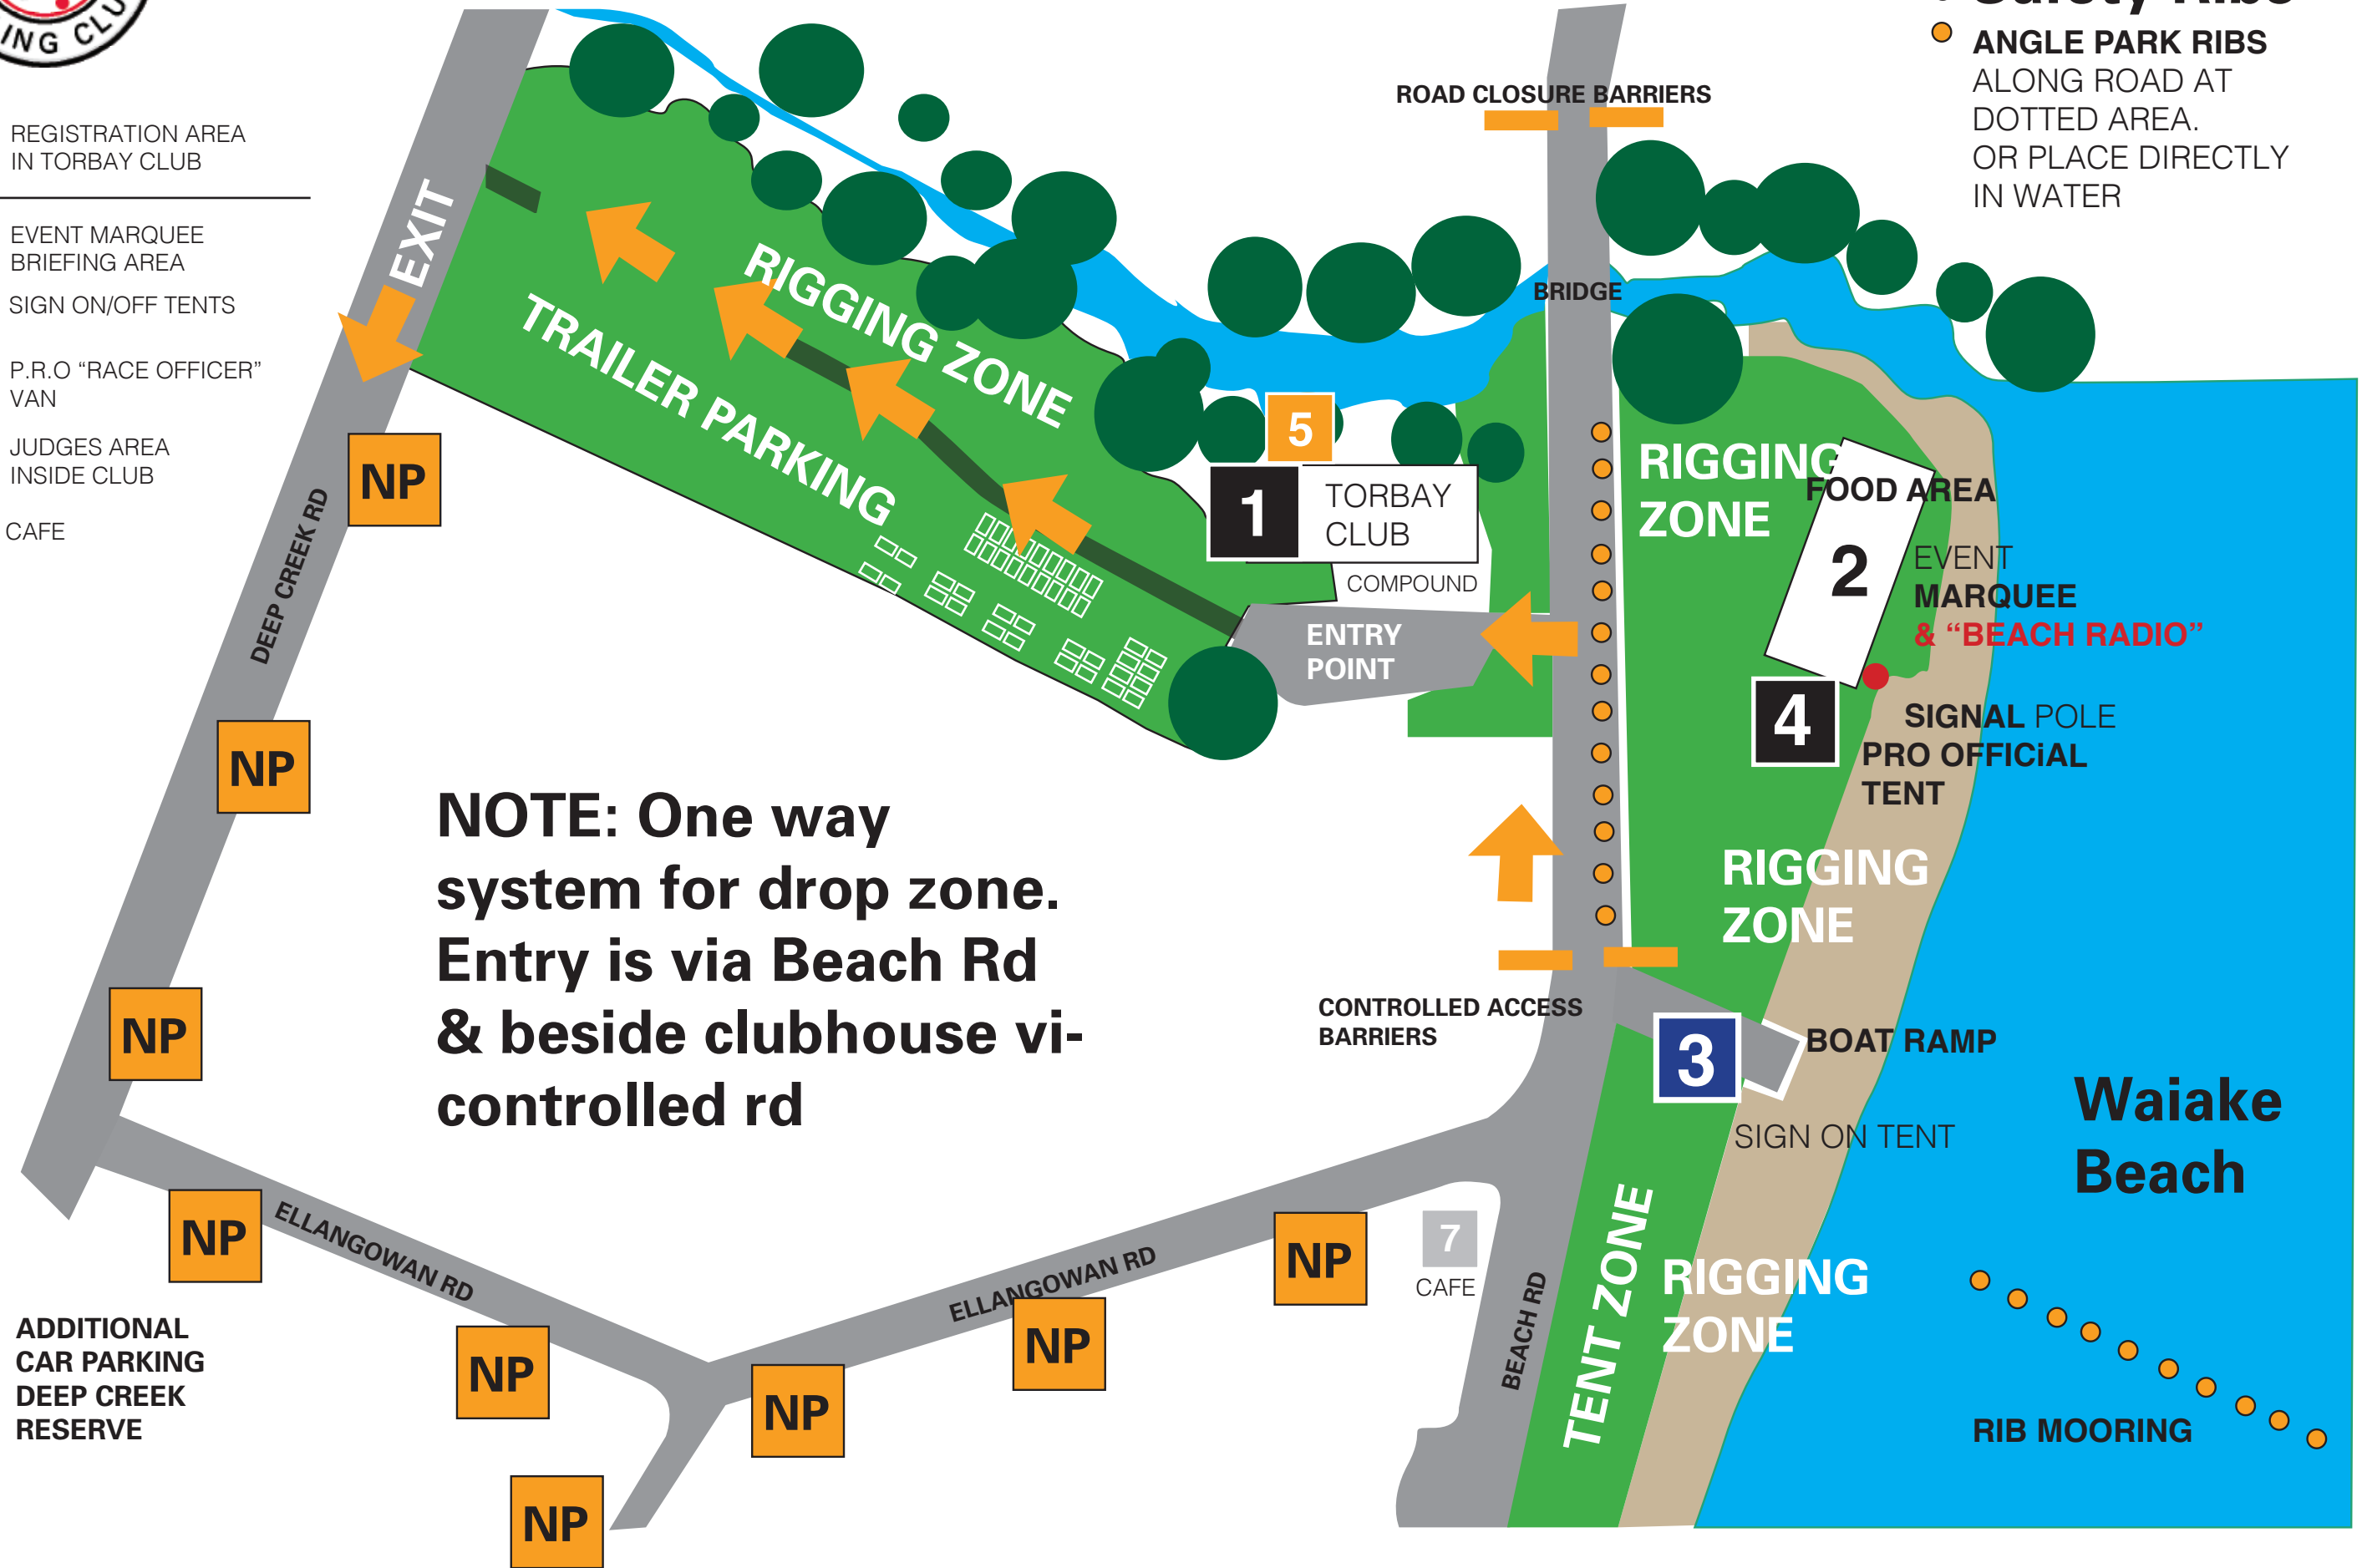 ING CLU
Safety Ribs
ANGLE PARK RIBS
ALONG ROAD AT
DOTTED AREA.
OR PLACE DIRECTLY
IN WATER
REGISTRATION AREA
IN TORBAY CLUB
EVENT MARQUEE
BRIEFING AREA
SIGN ON/OFF TENTS
P.R.O “RACE OFFICER”
VAN
JUDGES AREA
INSIDE CLUB
CAFE
ROAD CLOSURE BARRIERS
EXIT
BRIDGE
RIGGING ZONE
TRAILER PARKING
5
1
TORBAY
CLUB
COMPOUND
ENTRY
POINT
RIGGING
ZONE
FOOD AREA
2
EVENT
MARQUEE
& “BEACH RADIO”
4
SIGNAL POLE
PRO OFFICiAL
TENT
NP
DEEP CREEK RD
NP
NP
NOTE: One way
system for drop zone.
Entry is via Beach Rd
& beside clubhouse vi-
controlled rd
RIGGING
ZONE
CONTROLLED ACCESS
BARRIERS
3
BOAT RAMP
SIGN ON TENT
Waiake
Beach
NP
ELLANGOWAN RD
ELLANGOWAN RD
NP
NP
NP
NP
NP
7
CAFE
BEACH RD
TENT ZONE
RIGGING
ZONE
RIB MOORING
ADDITIONAL
CAR PARKING
DEEP CREEK
RESERVE